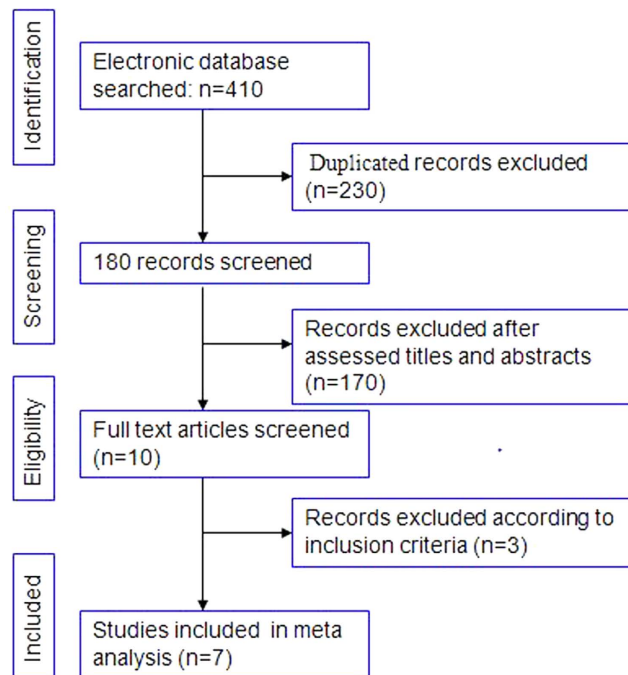 Identification
Electronic database
searched: n=410
Duplicated records excluded
(n=230)
Screening
180 records screened
Records excluded after
assessed titles and abstracts
(n=170)
Eligibility
Full text articles screened
(n=10)
Records excluded according to
inclusion criteria (n=3)
Included
Studies included in meta
analysis (n=7)